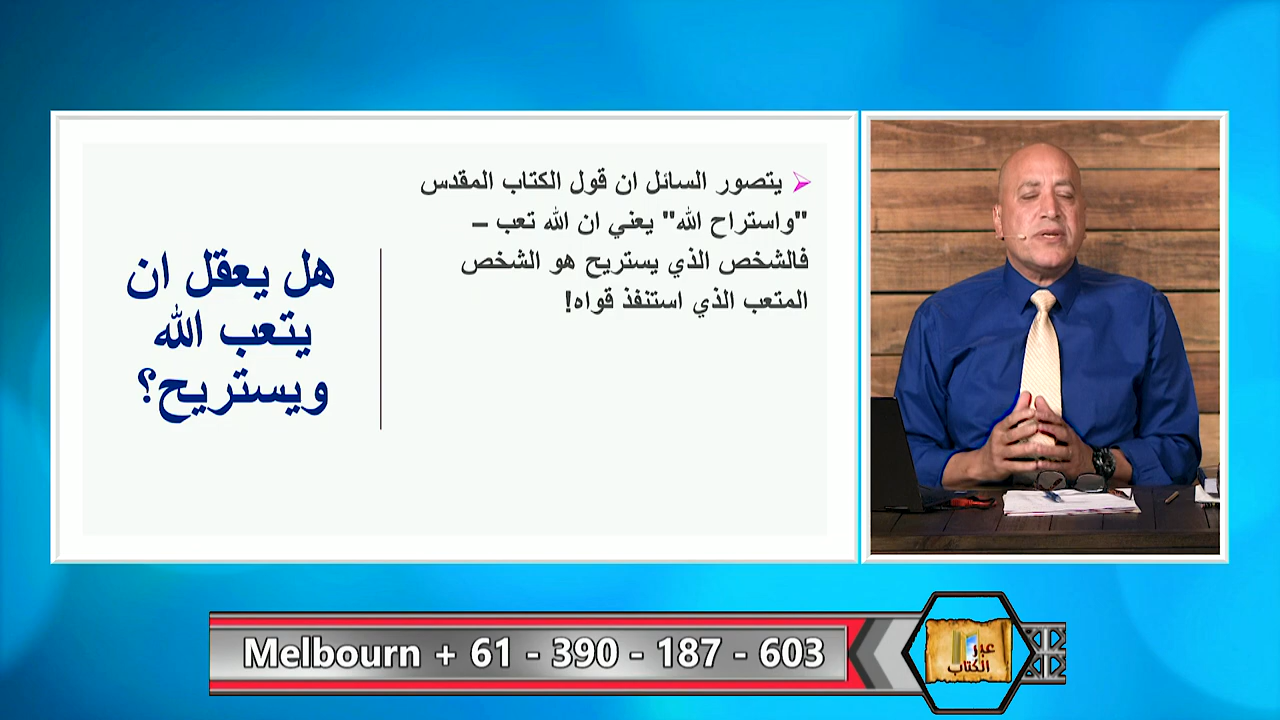 يتصور السائل ان قول الكتاب المقدس
"واستراح الله" يعني ان الله تعب –
فالشخص الذي يستريح هو الشخص
المتعب الذي استنفذ قواه!
هل يعقل ان
يتعب الله
ويستريح؟
Melbourn + 61 - 390 - 187 - 603
عبر
الكتاب